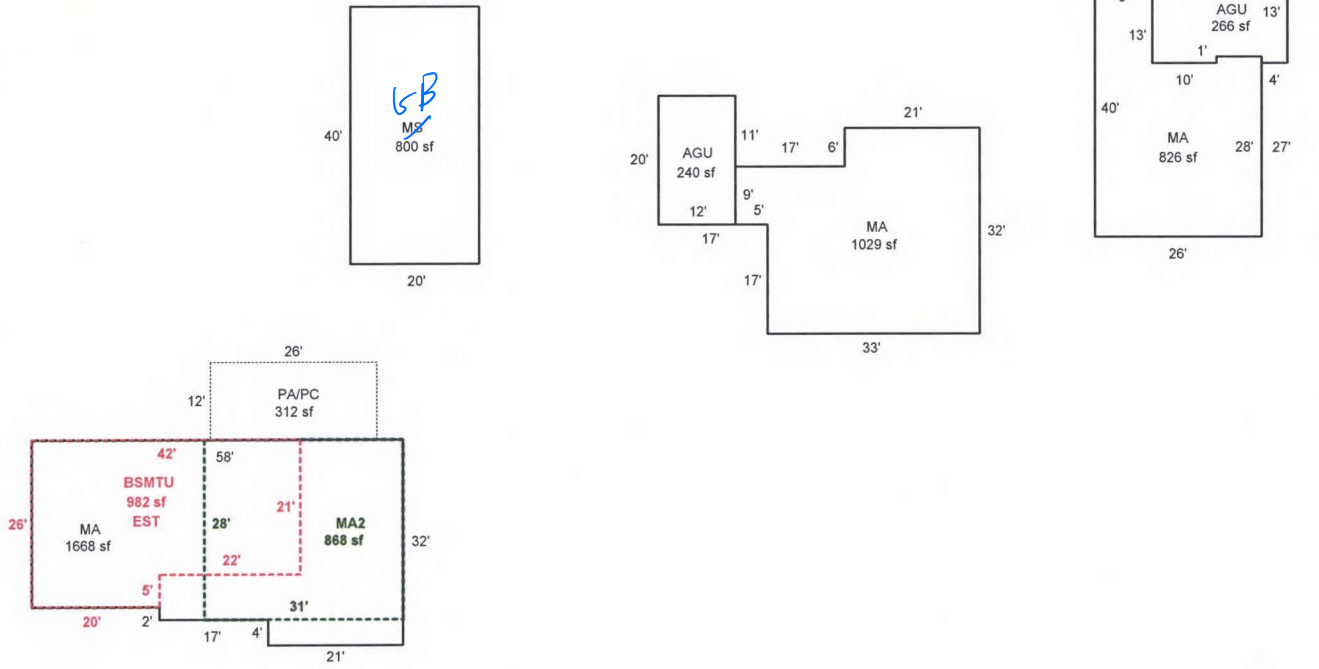 GB
MS
800 sf
40'
20'
AGU
240 sf
20'
11'
17'
6'
21'
9'
5'
12'
17'
MA
1029 sf
32'
17'
33'
AGU
266 sf
13'
13'
1'
10'
4'
40'
MA
826 sf
28'
27'
26'
26'
12'
PA/PC
312 sf
42'
58'
BSMTU
982 sf
EST
21'
26'
MA
1668 sf
28'
MA2
868 sf
32'
22'
5'
31'
20'
2'
17'
4'
21'